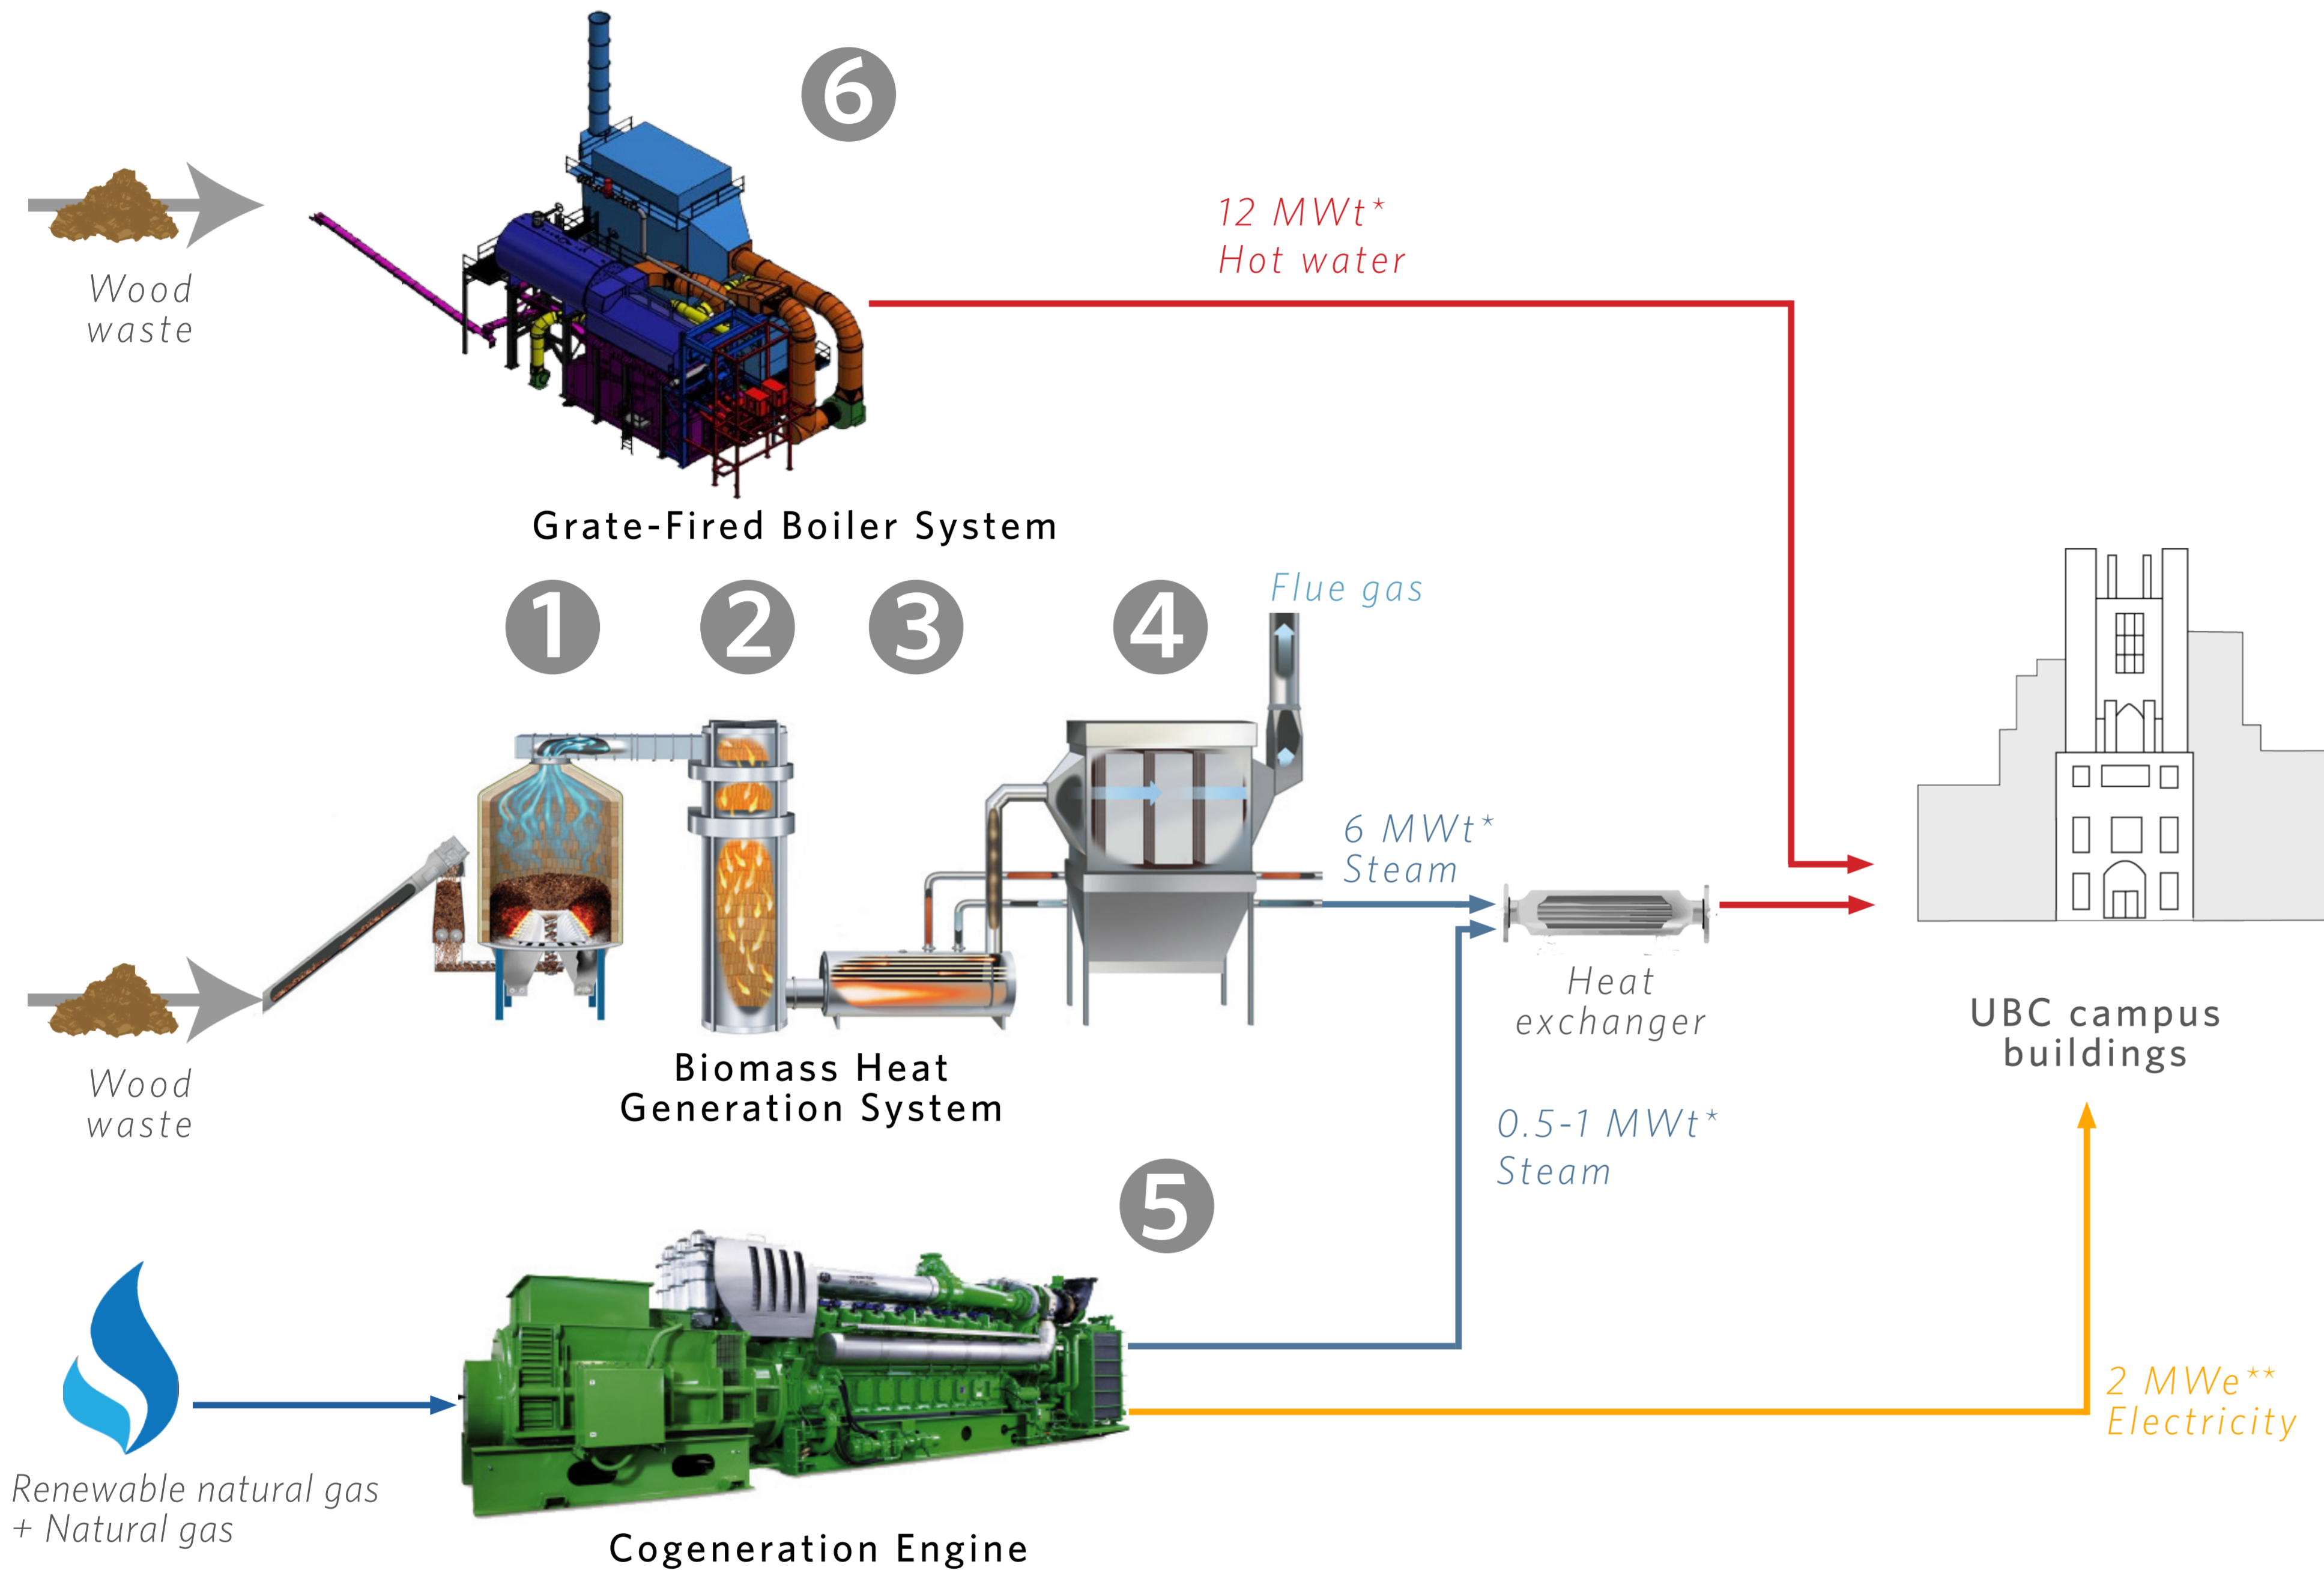 6
12 MWt*
Hot water
Wood
waste
Grate-Fired Boiler System
1
2
3
4
Flue gas
6 MWt*
Steam
Heat
exchanger
UBC campus
buildings
Wood
waste
Biomass Heat
Generation System
0.5-1 MWt*
Steam
5
2 MWe**
Electricity
Renewable natural gas
+ Natural gas
Cogeneration Engine